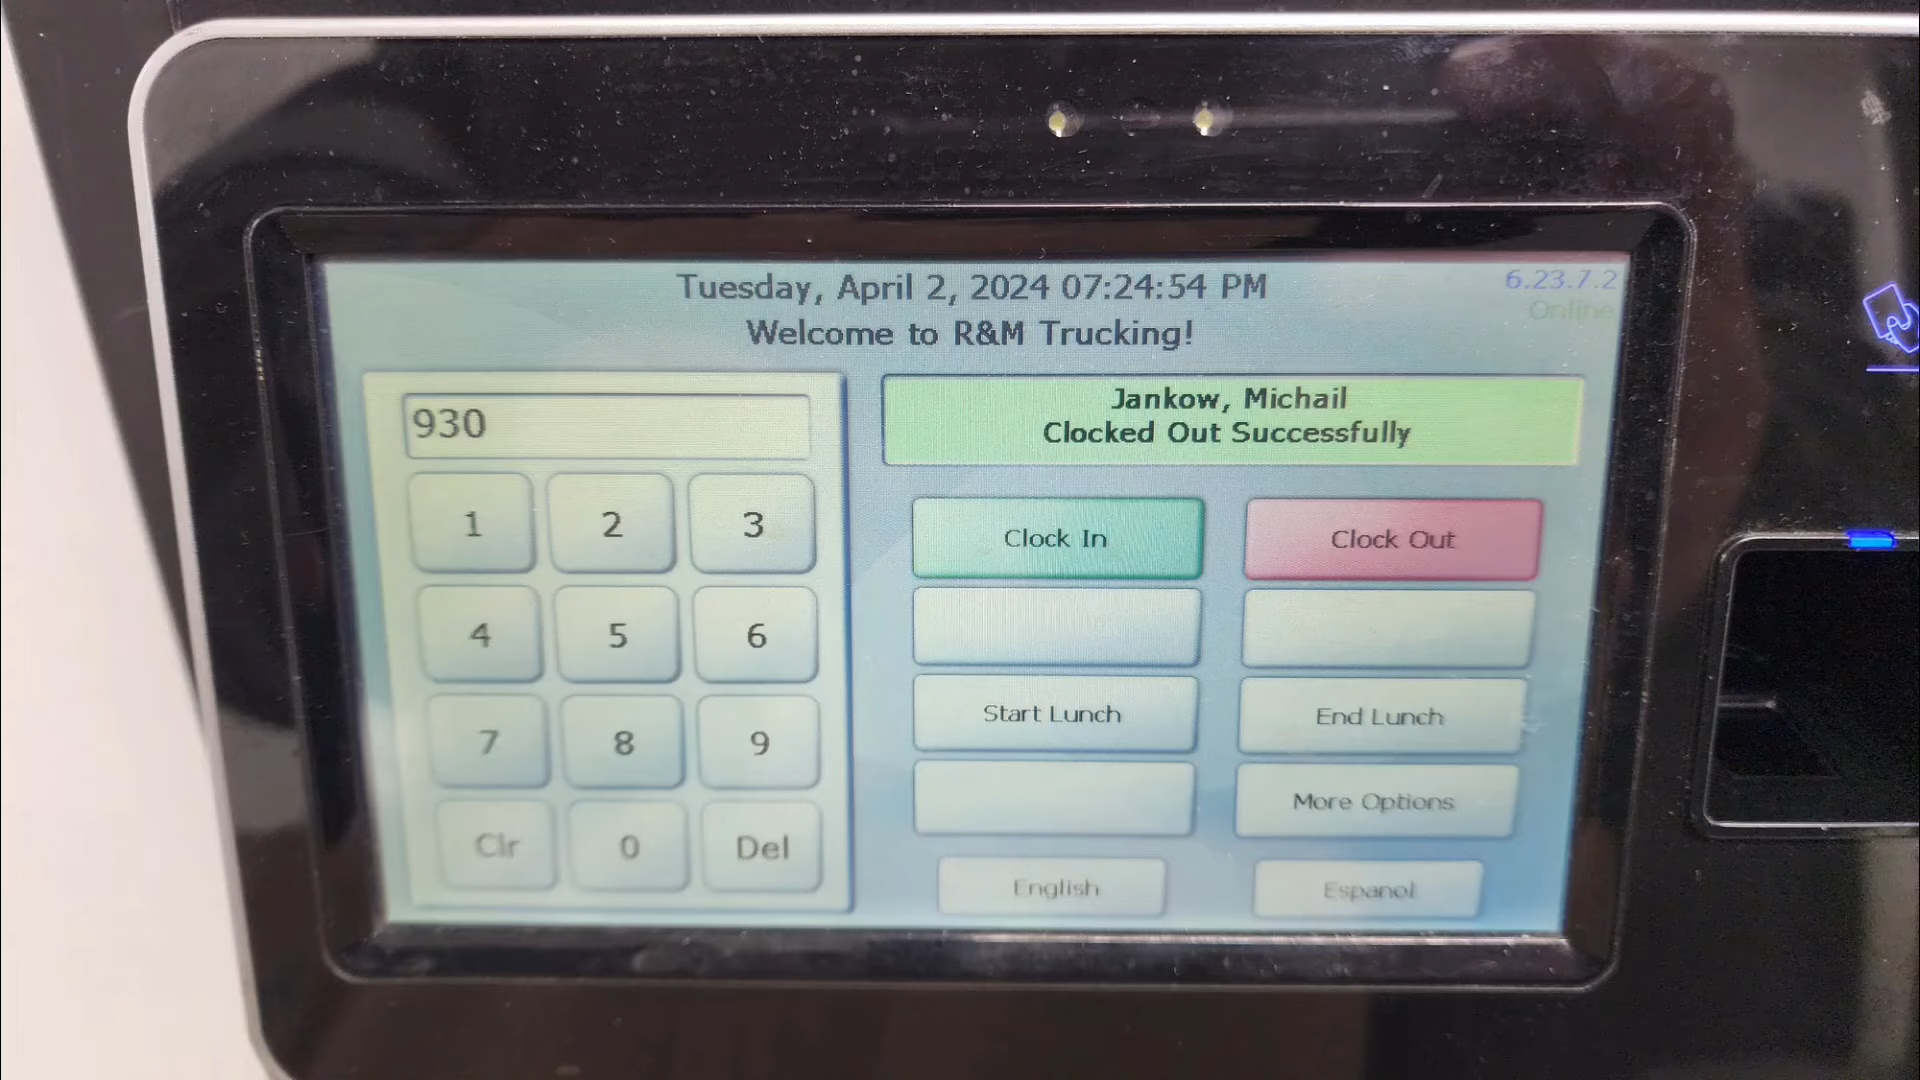 Tuesday, April 2, 2024 07:24:54 PM
6.23.7.2
Online
Welcome to R&M Trucking!
930
Jankow, Michail
Clocked Out Successfully
1 2 3
4 5 6
7 8 9
Clr 0 Del
Clock In
Clock Out
Start Lunch
End Lunch
More Options
English
Espanol